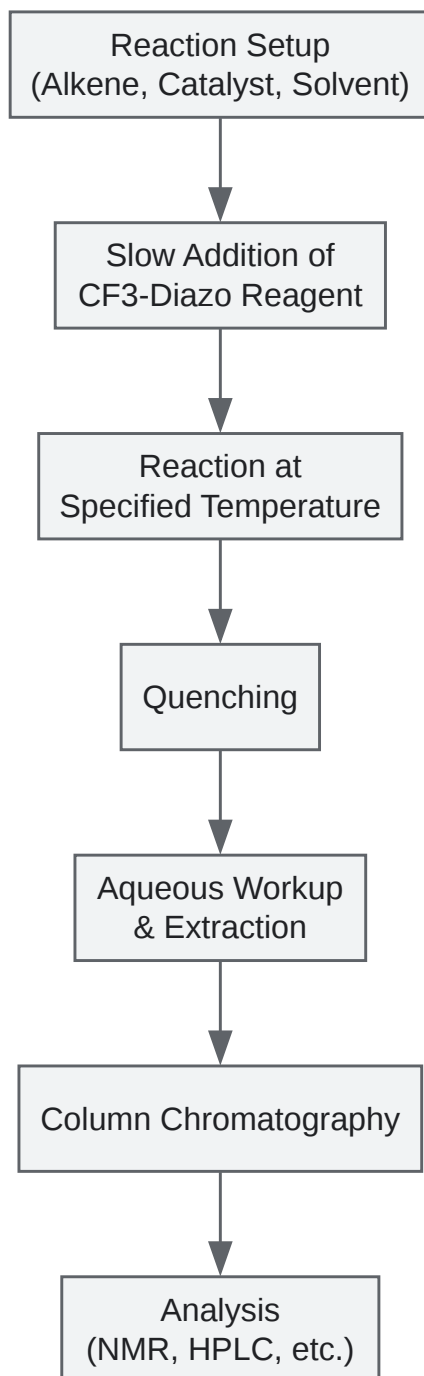 Reaction Setup
(Alkene, Catalyst, Solvent)
Slow Addition of
CF3-Diazo Reagent
Reaction at
Specified Temperature
Quenching
Aqueous Workup
& Extraction
Column Chromatography
Analysis
(NMR, HPLC, etc.)